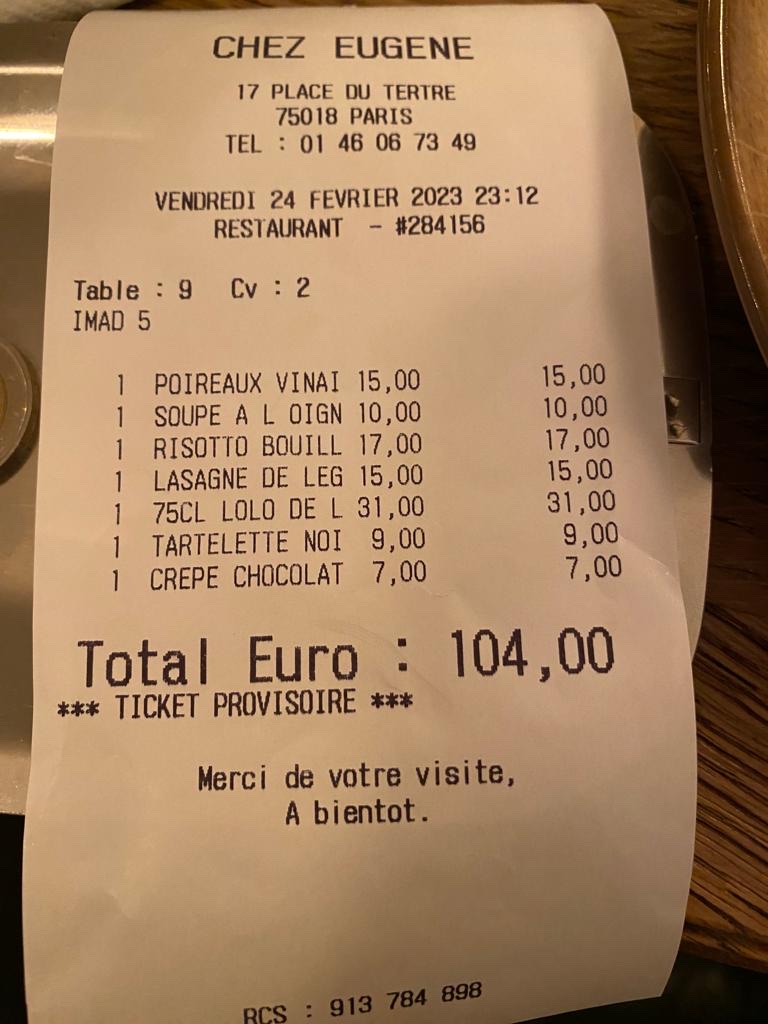 CHEZ EUGENE
17 PLACE DU TERTRE
75018 PARIS
TEL : 01 46 06 73 49
VENDREDI 24 FEVRIER 2023 23:12
RESTAURANT - #284156
Table : 9 Cv : 2
IMAD 5
1 POIREAUX VINAI 15,00 15,00
1 SOUPE A L OIGN 10,00 10,00
1 RISOTTO BOUILL 17,00 17,00
1 LASAGNE DE LEG 15,00 15,00
1 75CL LOLO DE L 31,00 31,00
1 TARTELETTE NOI 9,00 9,00
1 CREPE CHOCOLAT 7,00 7,00
Total Euro : 104,00
*** TICKET PROVISOIRE ***
Merci de votre visite,
A bientot.
RCS : 913 784 898